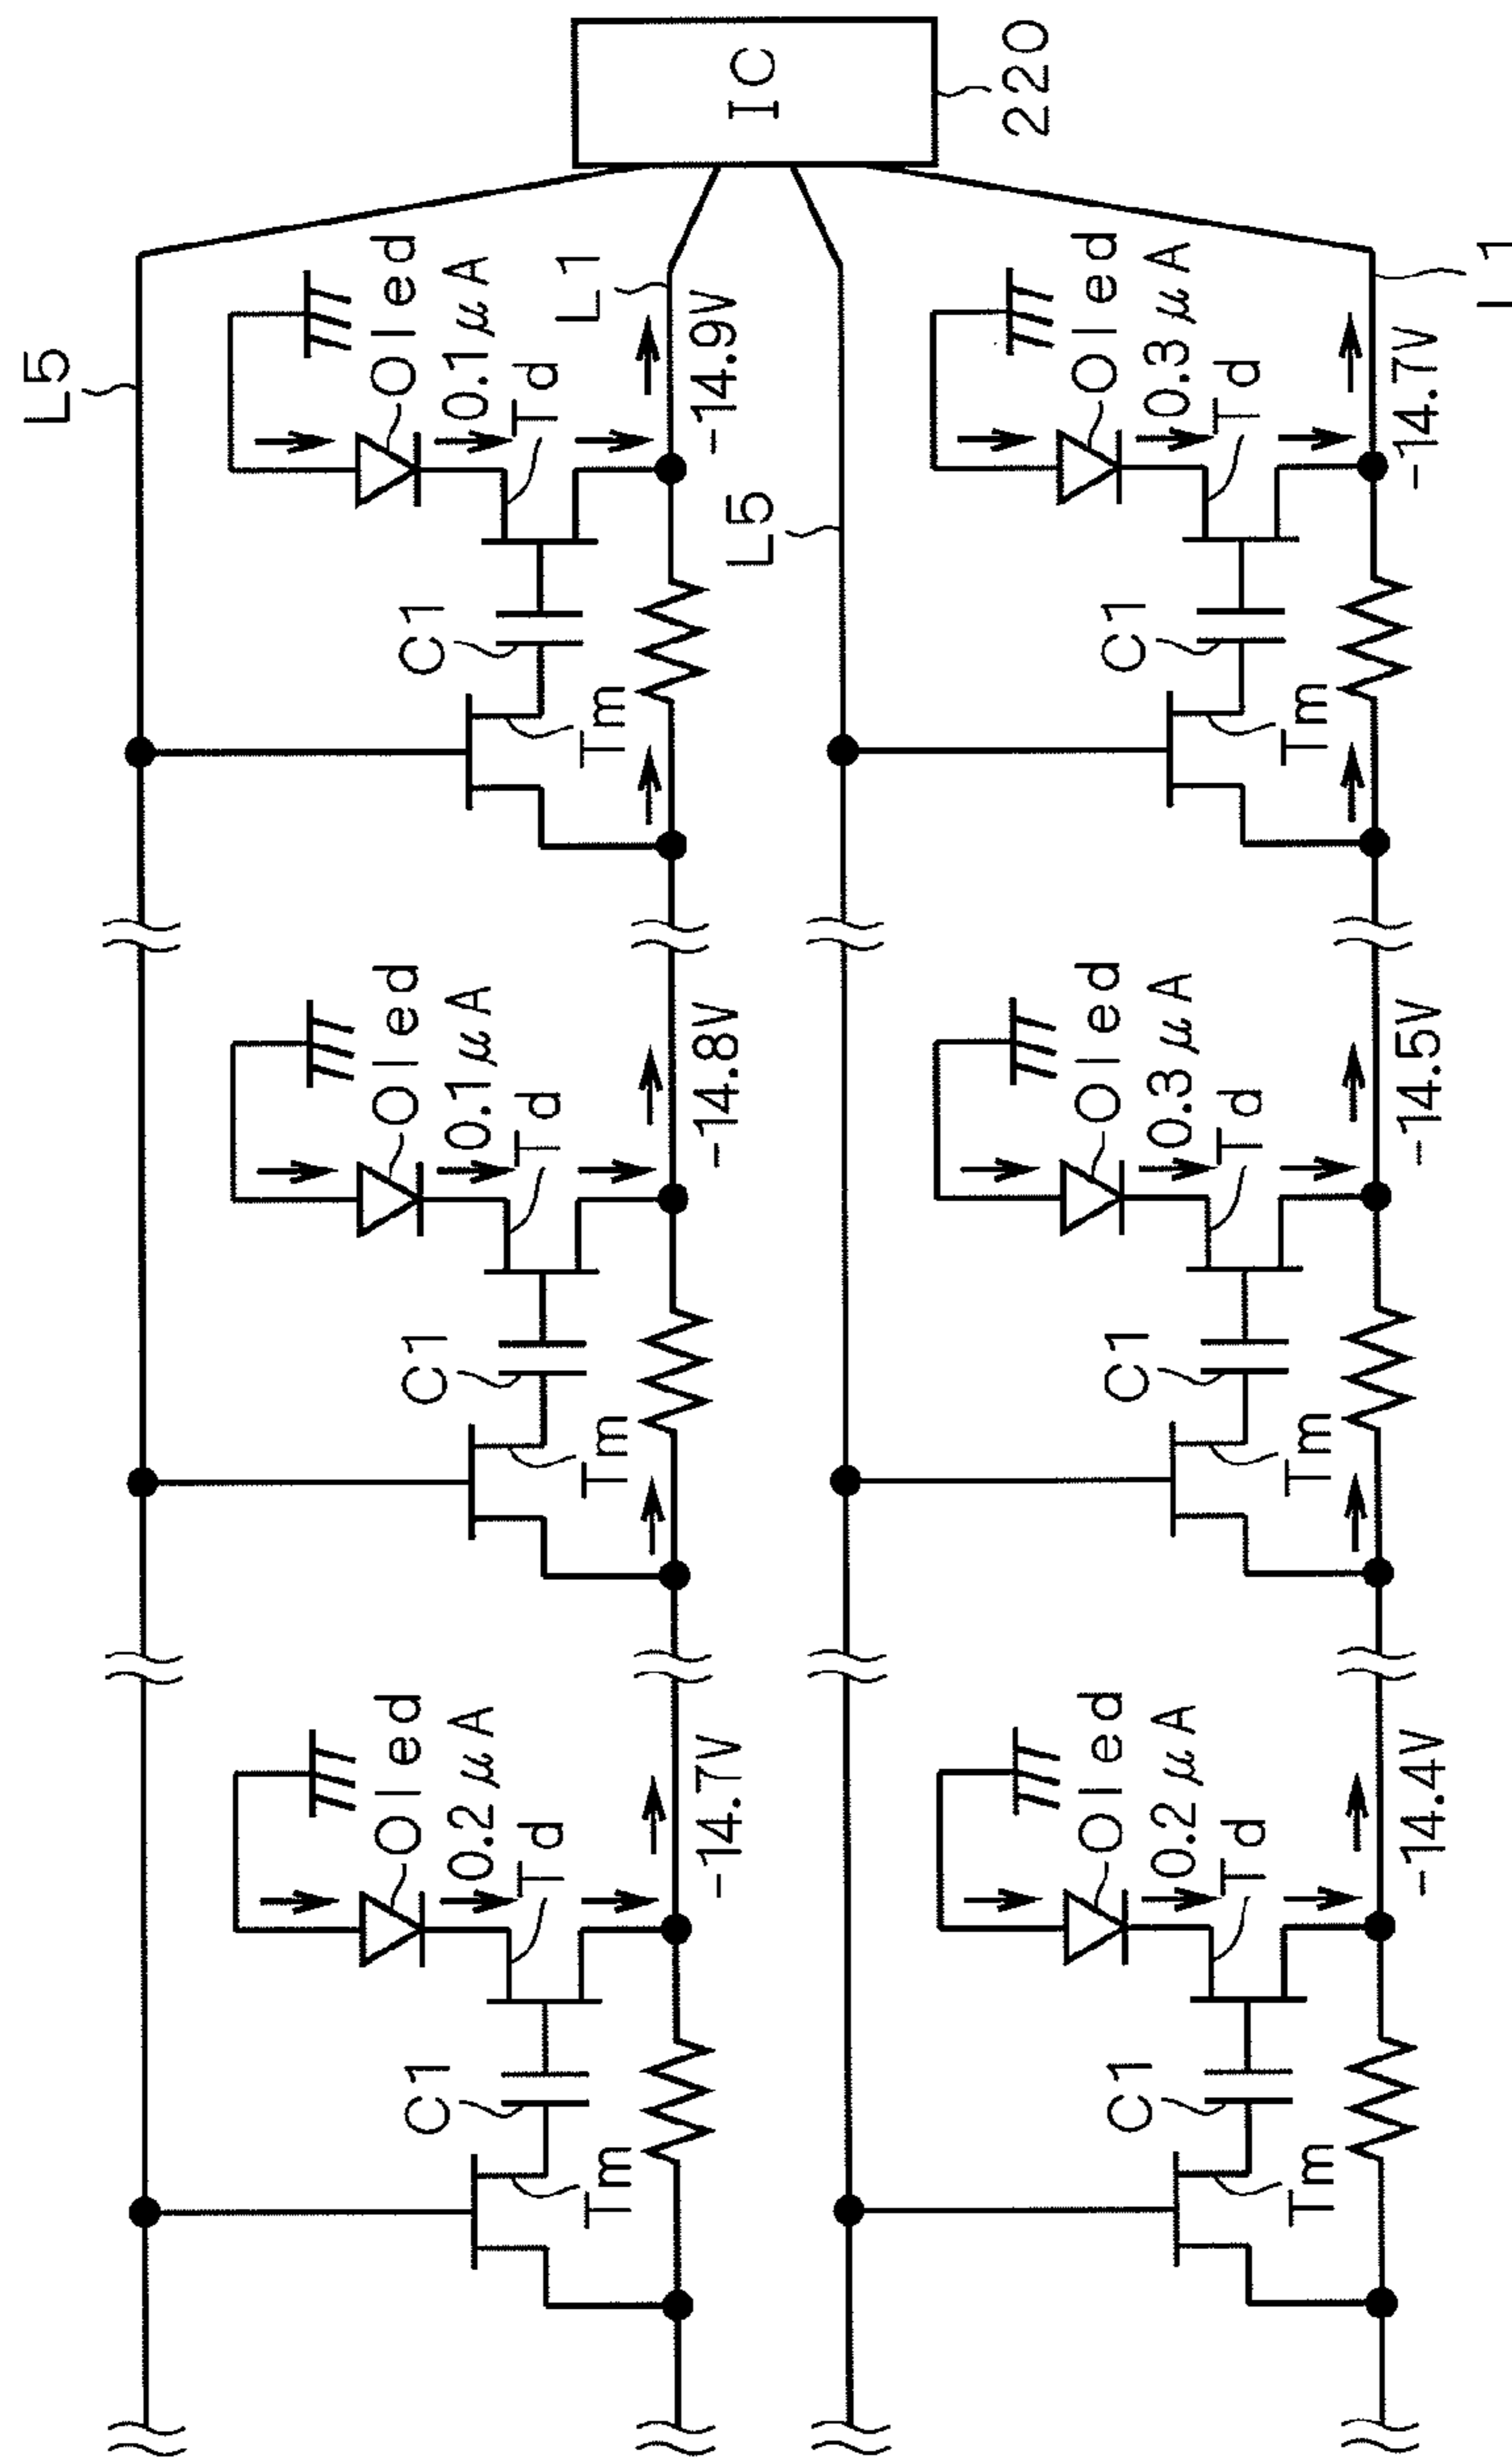 L5
Oled
Oled
Oled
C1
0.2μA
C1
0.1μA
C1
0.1μA
Td
Td
Td
Tm
Tm
Tm
L1
-14.7V
-14.8V
-14.9V
L5
IC
220
Oled
Oled
Oled
C1
0.2μA
C1
0.3μA
C1
0.3μA
Td
Td
Td
Tm
Tm
Tm
-14.4V
-14.5V
-14.7V
L1